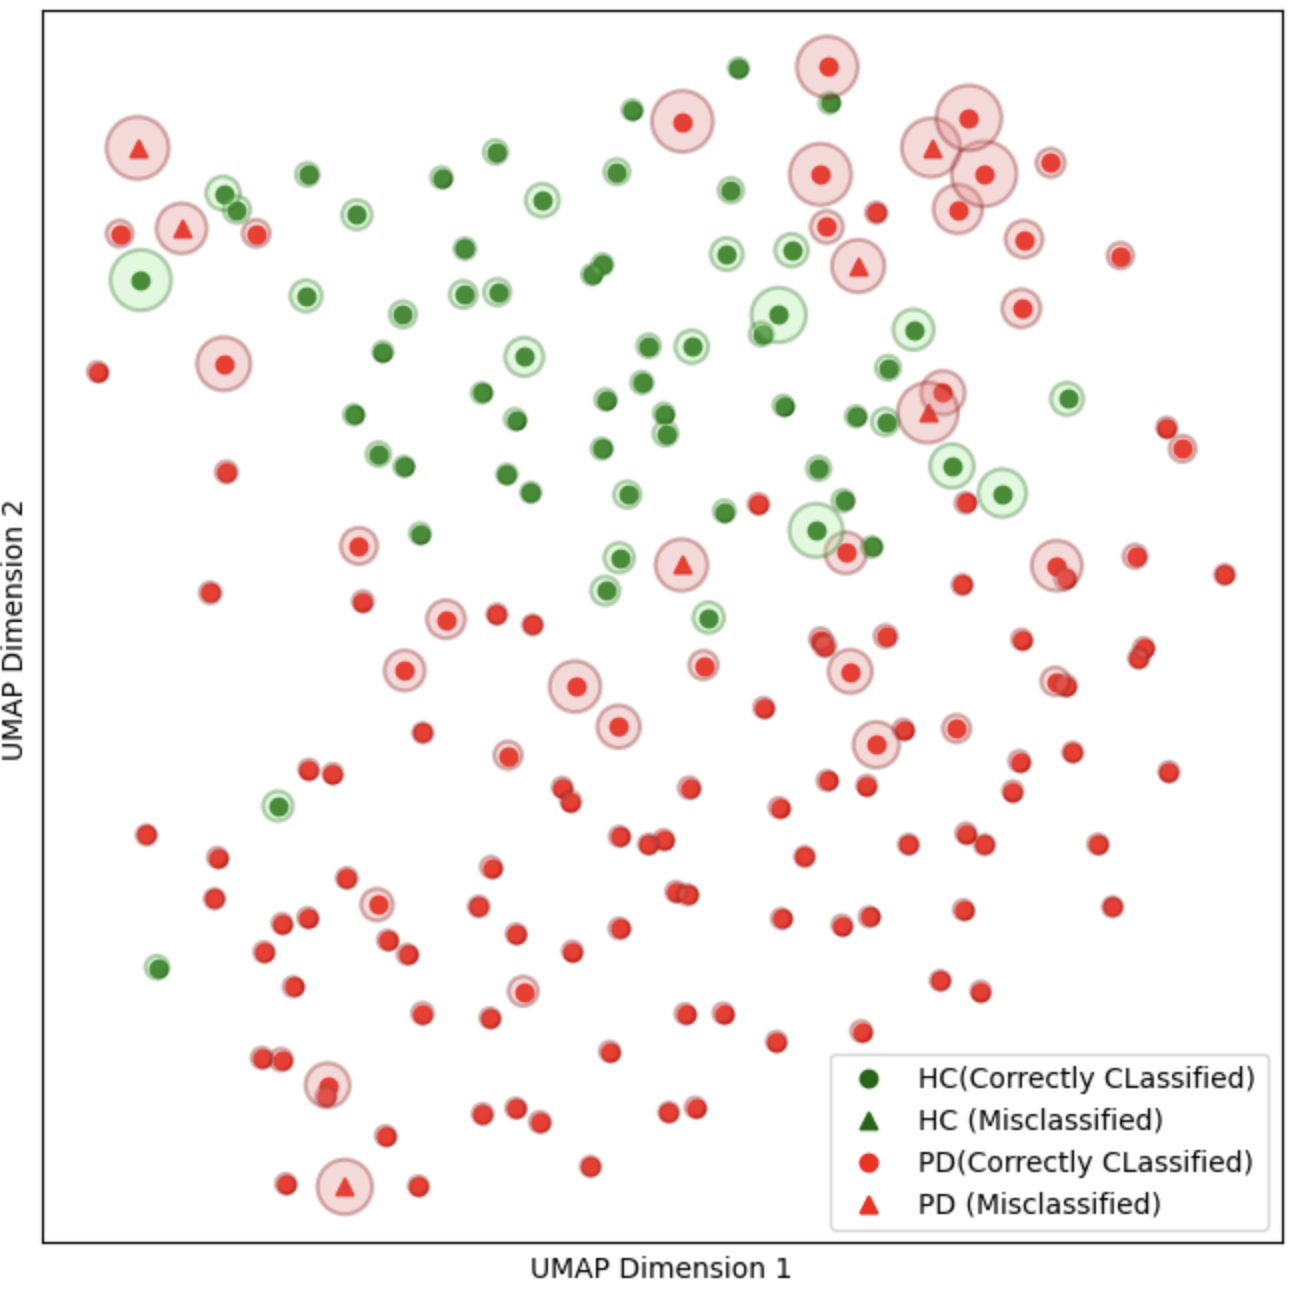 UMAP Dimension 2
HC(Correctly CLassified)
HC (Misclassified)
PD(Correctly CLassified)
PD (Misclassified)
UMAP Dimension 1